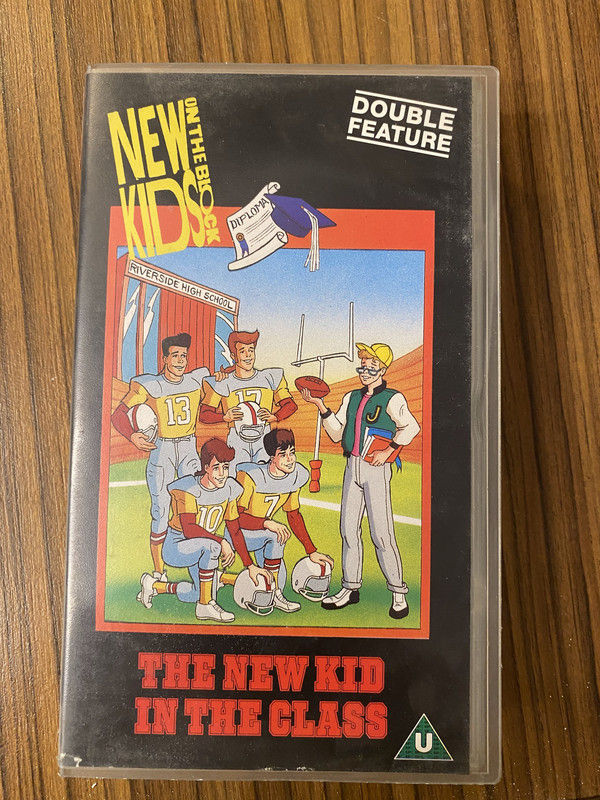 NEW KIDS
ON THE BLOCK
DOUBLE
FEATURE
DIPLOMA
RIVERSIDE HIGH SCHOOL
13
17
J
10
7
THE NEW KID
IN THE CLASS
U